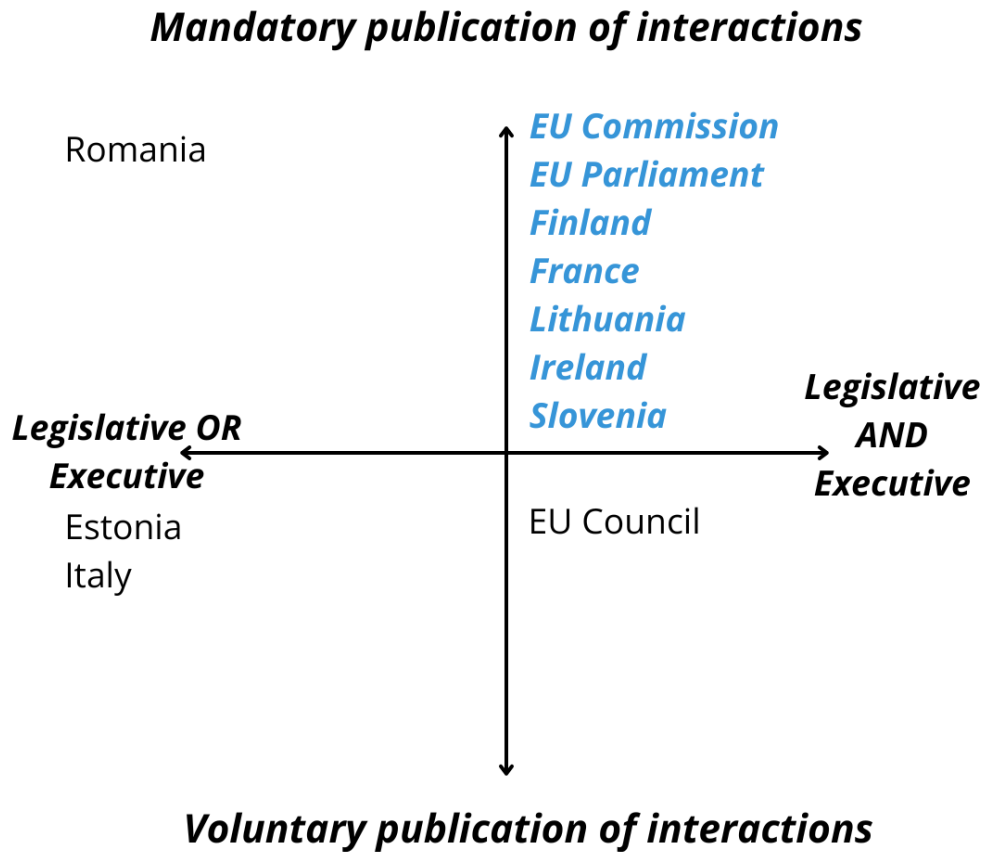 Mandatory publication of interactions
Romania
EU Commission
EU Parliament
Finland
France
Lithuania
Ireland
Slovenia
Legislative OR
Executive
Legislative
AND
Executive
Estonia
Italy
EU Council
Voluntary publication of interactions